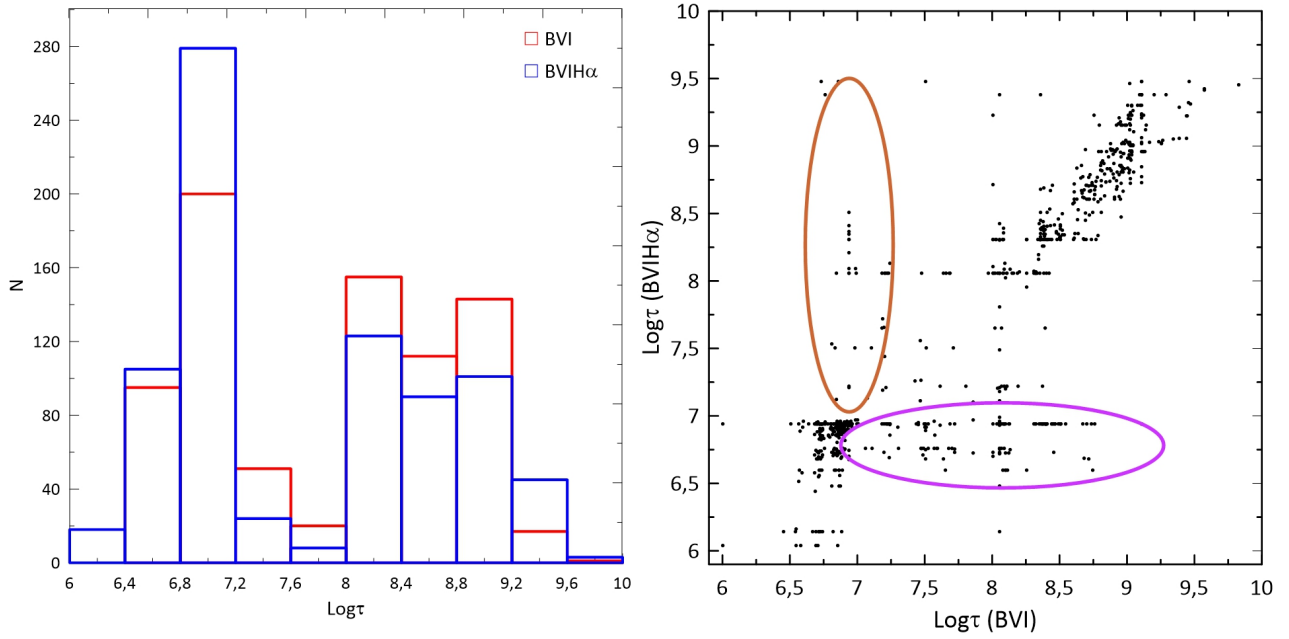 280
240
200
160
120
80
40
0
N
BVI
BVIHα
6 6,4 6,8 7,2 7,6 8 8,4 8,8 9,2 9,6 10
Logτ
10
9,5
9
8,5
8
7,5
7
6,5
6
Logτ (BVIHα)
6 6,5 7 7,5 8 8,5 9 9,5 10
Logτ (BVI)